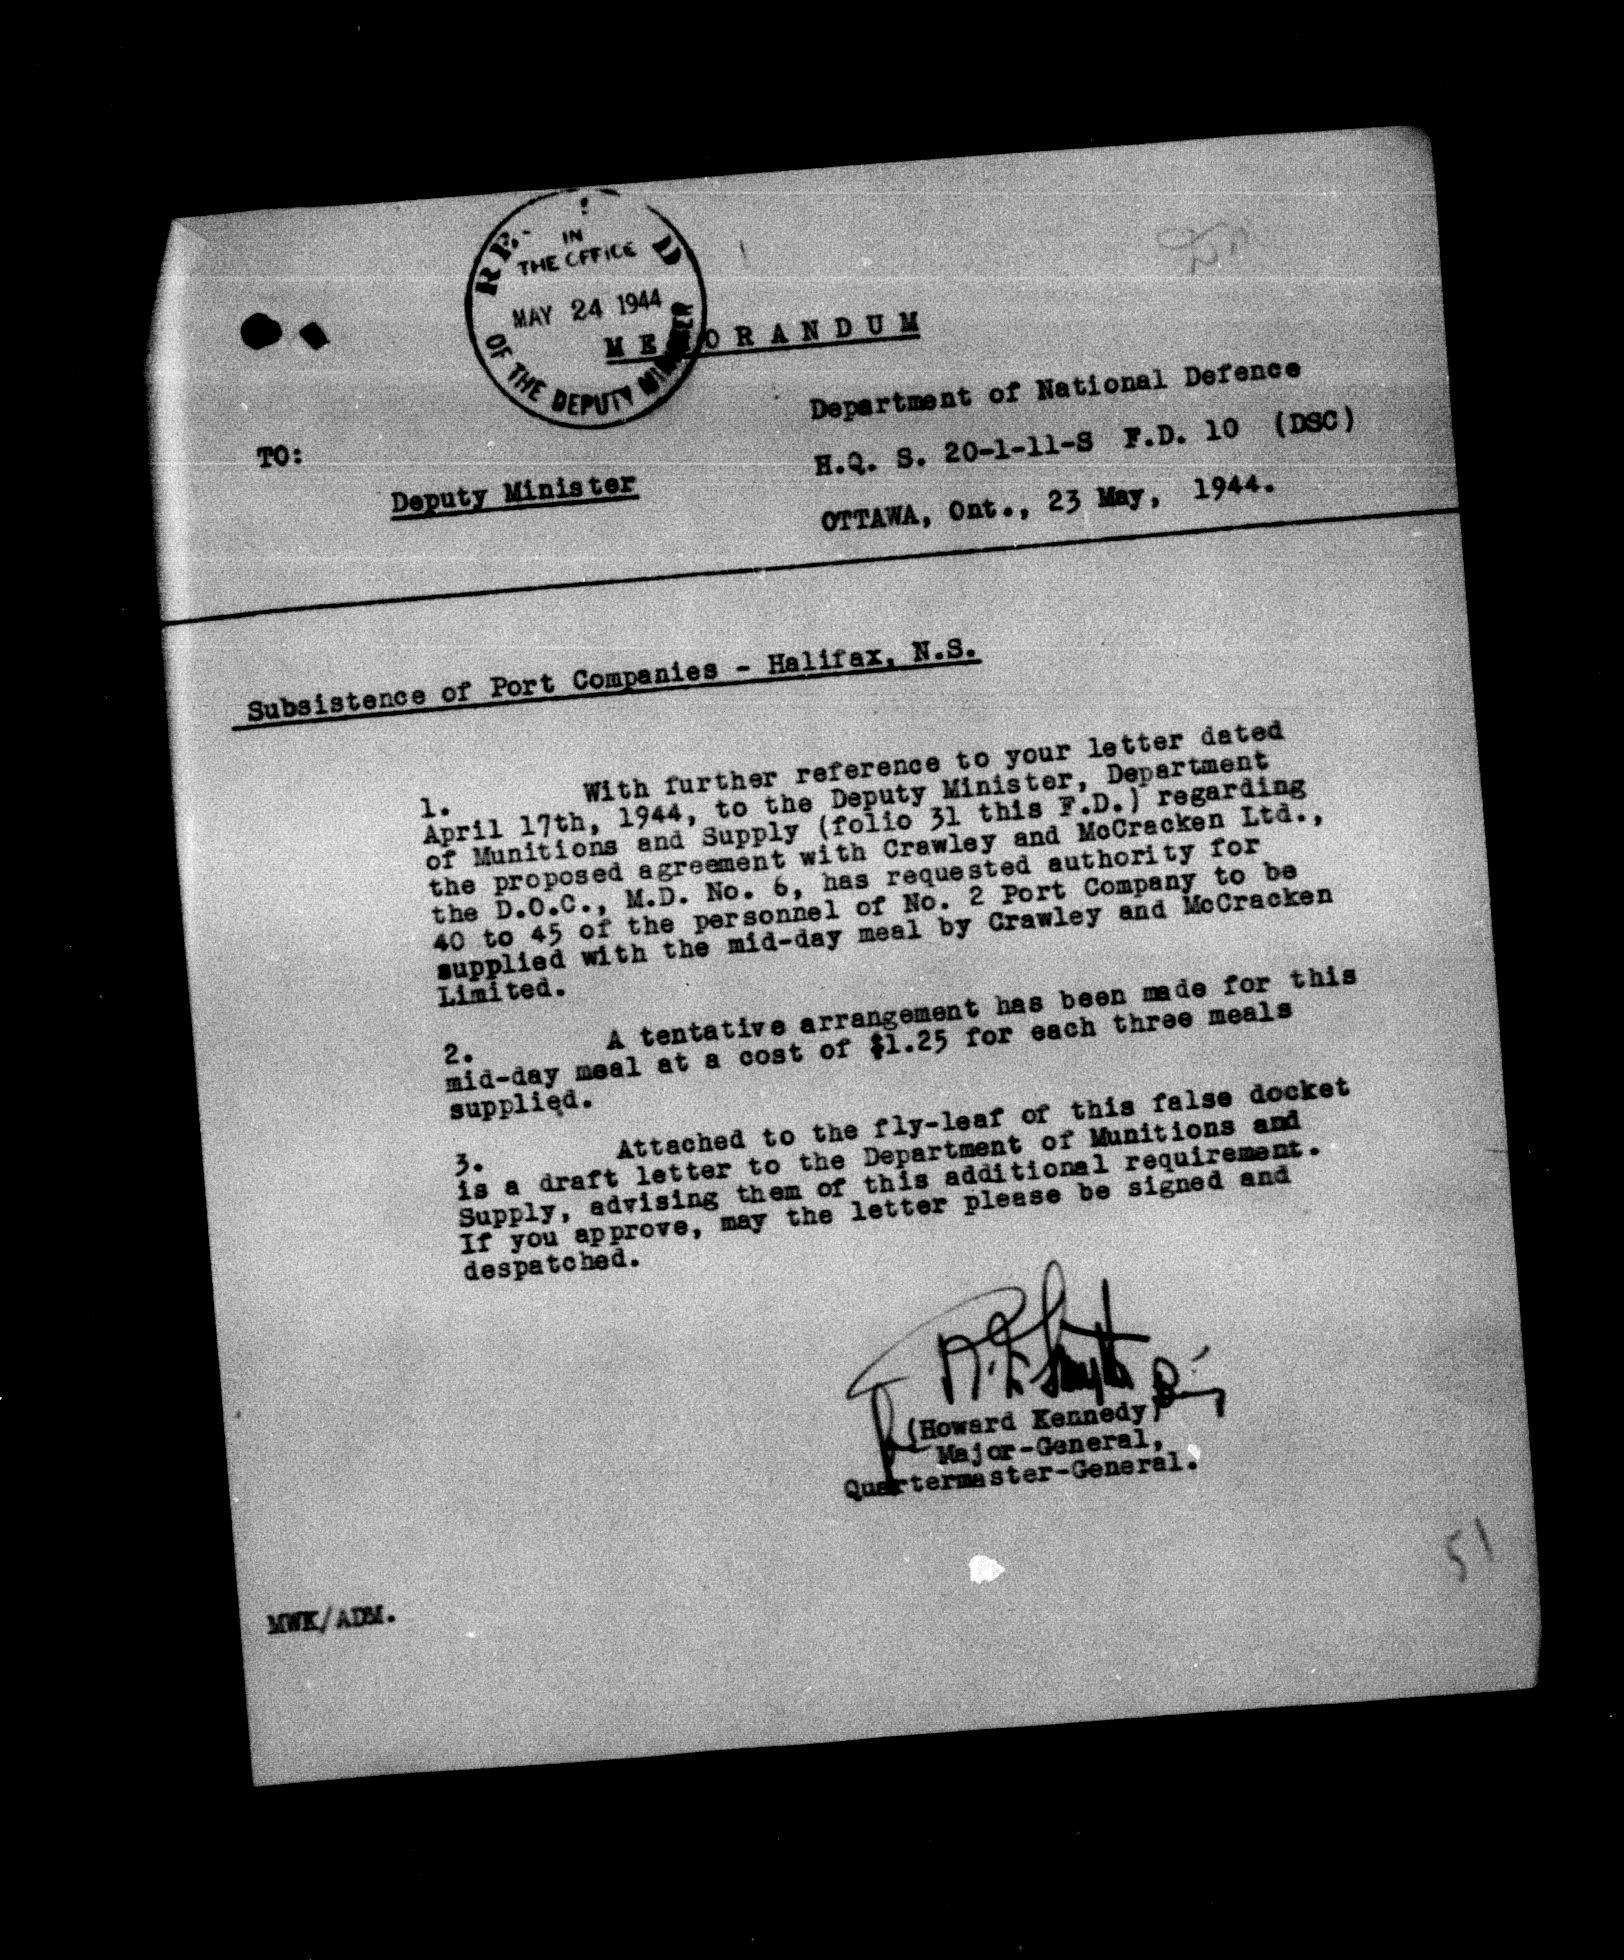 IN
THE OFFICE
MAY 24 1944
OF THE DEPUTY MINISTER
MEMORANDUM
Department of National Defence
H.Q. S. 20-1-11-S F.D. 10 (DSC)
OTTAWA, Ont., 23 May, 1944.
TO:
Deputy Minister
Subsistence of Port Companies - Halifax, N.S.
1. With further reference to your letter dated
April 17th, 1944, to the Deputy Minister, Department
of Munitions and Supply (folio 31 this F.D.) regarding
the proposed agreement with Crawley and McCracken Ltd.,
the D.O.C., M.D. No. 6, has requested authority for
40 to 45 of the personnel of No. 2 Port Company to be
supplied with the mid-day meal by Crawley and McCracken
Limited.
2. A tentative arrangement has been made for this
mid-day meal at a cost of $1.25 for each three meals
supplied.
3. Attached to the fly-leaf of this false docket
is a draft letter to the Department of Munitions and
Supply, advising them of this additional requirement.
If you approve, may the letter please be signed and
despatched.
(Howard Kennedy)
Major-General,
Quartermaster-General.
51
MWK/ADM.